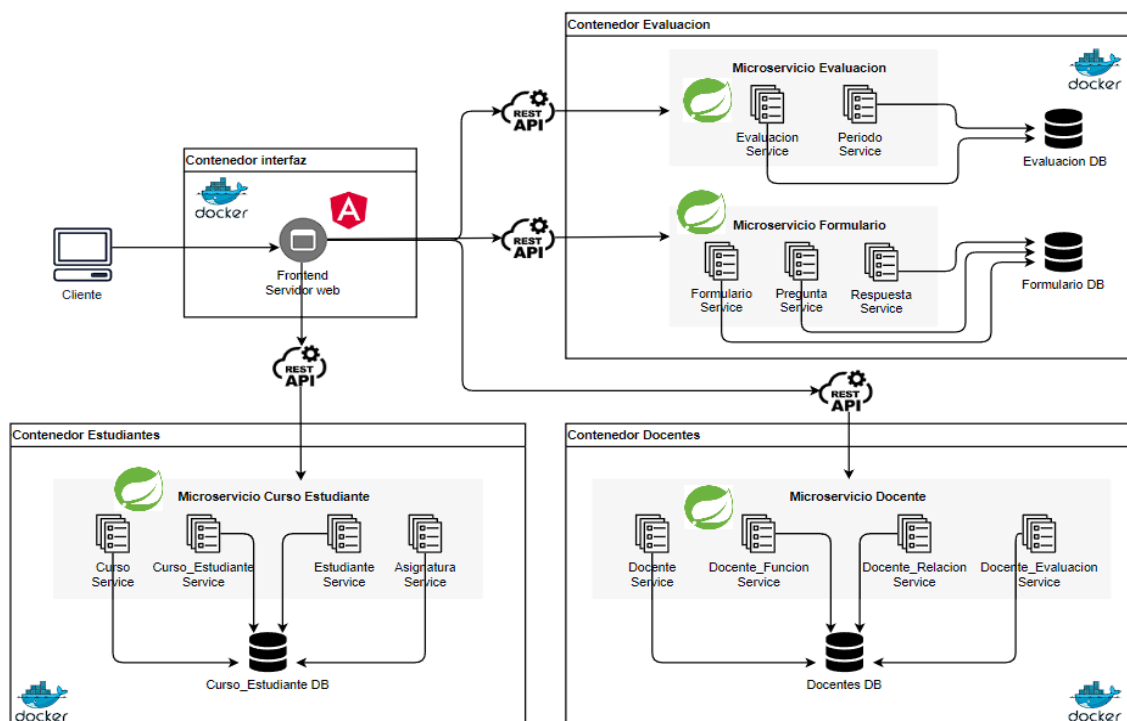 Contenedor Evaluacion
docker
Microservicio Evaluacion
Evaluacion
Service
Periodo
Service
Evaluacion DB
REST
API
Contenedor interfaz
docker
Frontend
Servidor web
Cliente
REST
API
Microservicio Formulario
Formulario
Service
Pregunta
Service
Respuesta
Service
Formulario DB
REST
API
REST
API
Contenedor Estudiantes
Microservicio Curso Estudiante
Curso
Service
Curso_Estudiante
Service
Estudiante
Service
Asignatura
Service
Curso_Estudiante DB
docker
Contenedor Docentes
Microservicio Docente
Docente
Service
Docente_Funcion
Service
Docente_Relacion
Service
Docente_Evaluacion
Service
Docentes DB
docker